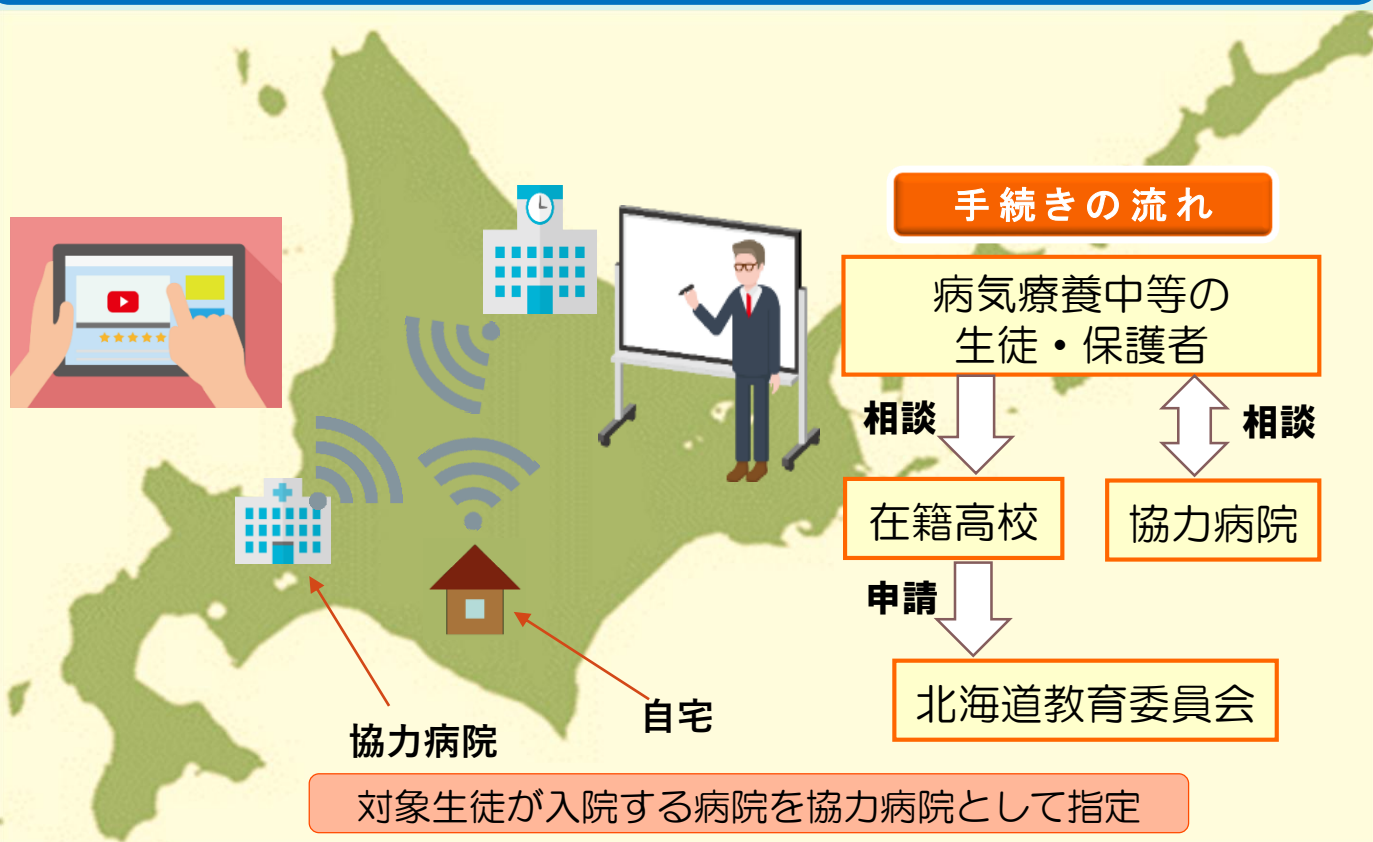 手続きの流れ
病気療養中等の
生徒・保護者
相談
相談
在籍高校
協力病院
申請
北海道教育委員会
自宅
協力病院
対象生徒が入院する病院を協力病院として指定